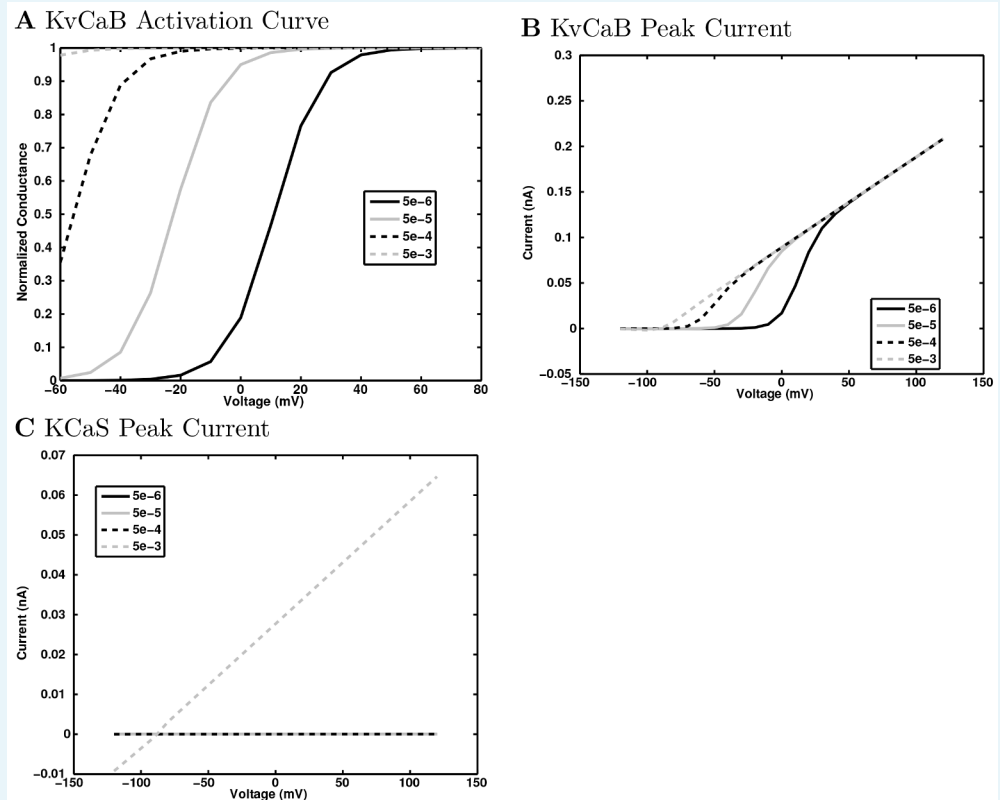 A KvCaB Activation Curve
Normalized Conductance
1
0.9
0.8
0.7
0.6
0.5
0.4
0.3
0.2
0.1
0
5e−6
5e−5
5e−4
5e−3
−60 −40 −20 0 20 40 60 80
Voltage (mV)
B KvCaB Peak Current
Current (nA)
0.3
0.25
0.2
0.15
0.1
0.05
0
−0.05
5e−6
5e−5
5e−4
5e−3
−150 −100 −50 0 50 100 150
Voltage (mV)
C KCaS Peak Current
Current (nA)
0.07
0.06
0.05
0.04
0.03
0.02
0.01
0
−0.01
5e−6
5e−5
5e−4
5e−3
−150 −100 −50 0 50 100 150
Voltage (mV)